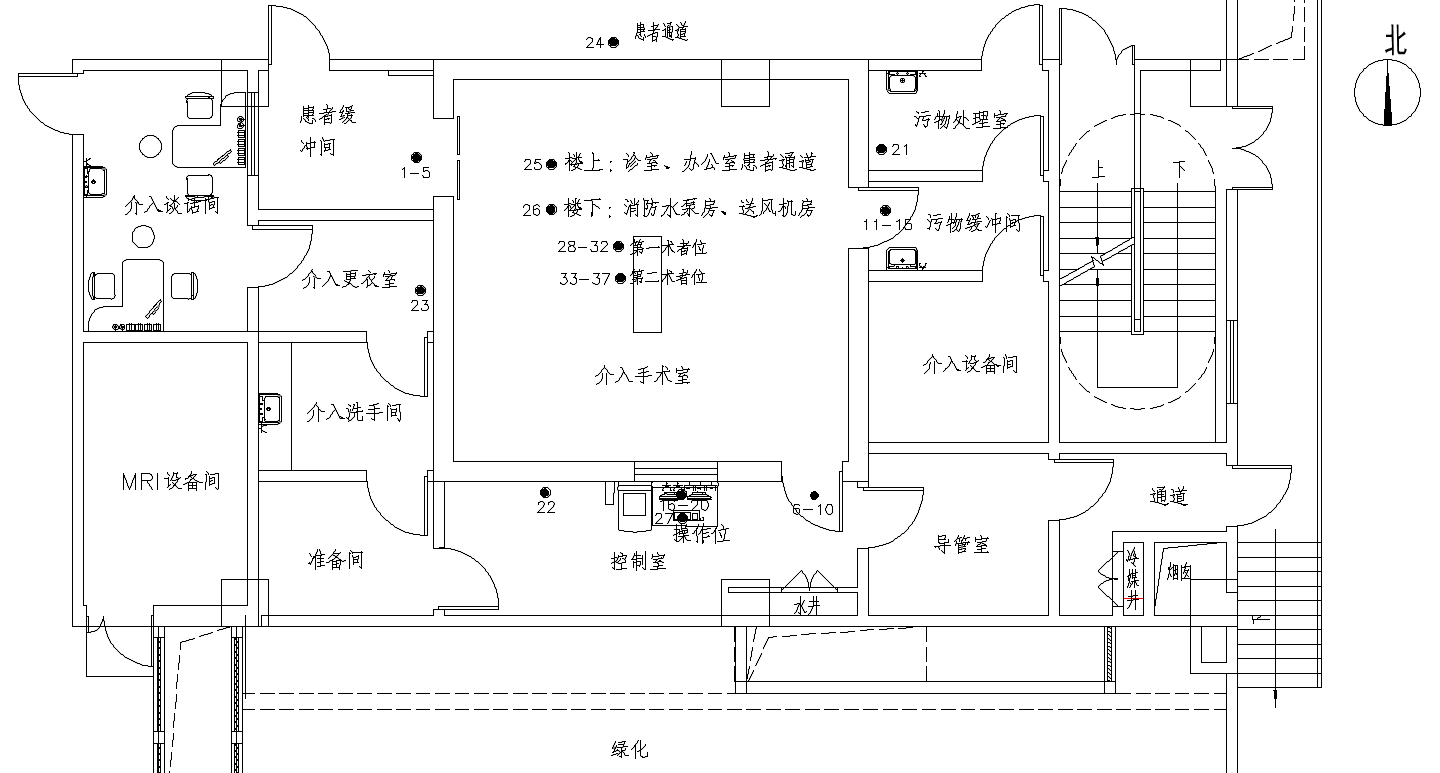 24 患者通道
北
患者缓
冲间
1-5
污物处理室
21
25 楼上：诊室、办公室患者通道
26 楼下：消防水泵房、送风机房
28-32 第一术者位
33-37 第二术者位
介入谈话间
11-15
污物缓冲间
上
下
介入更衣室
23
介入手术室
介入设备间
介入洗手间
MRI设备间
22
16-20
27
操作位
6-10
通道
准备间
控制室
导管室
水井
冷媒井
烟囱
下
绿化